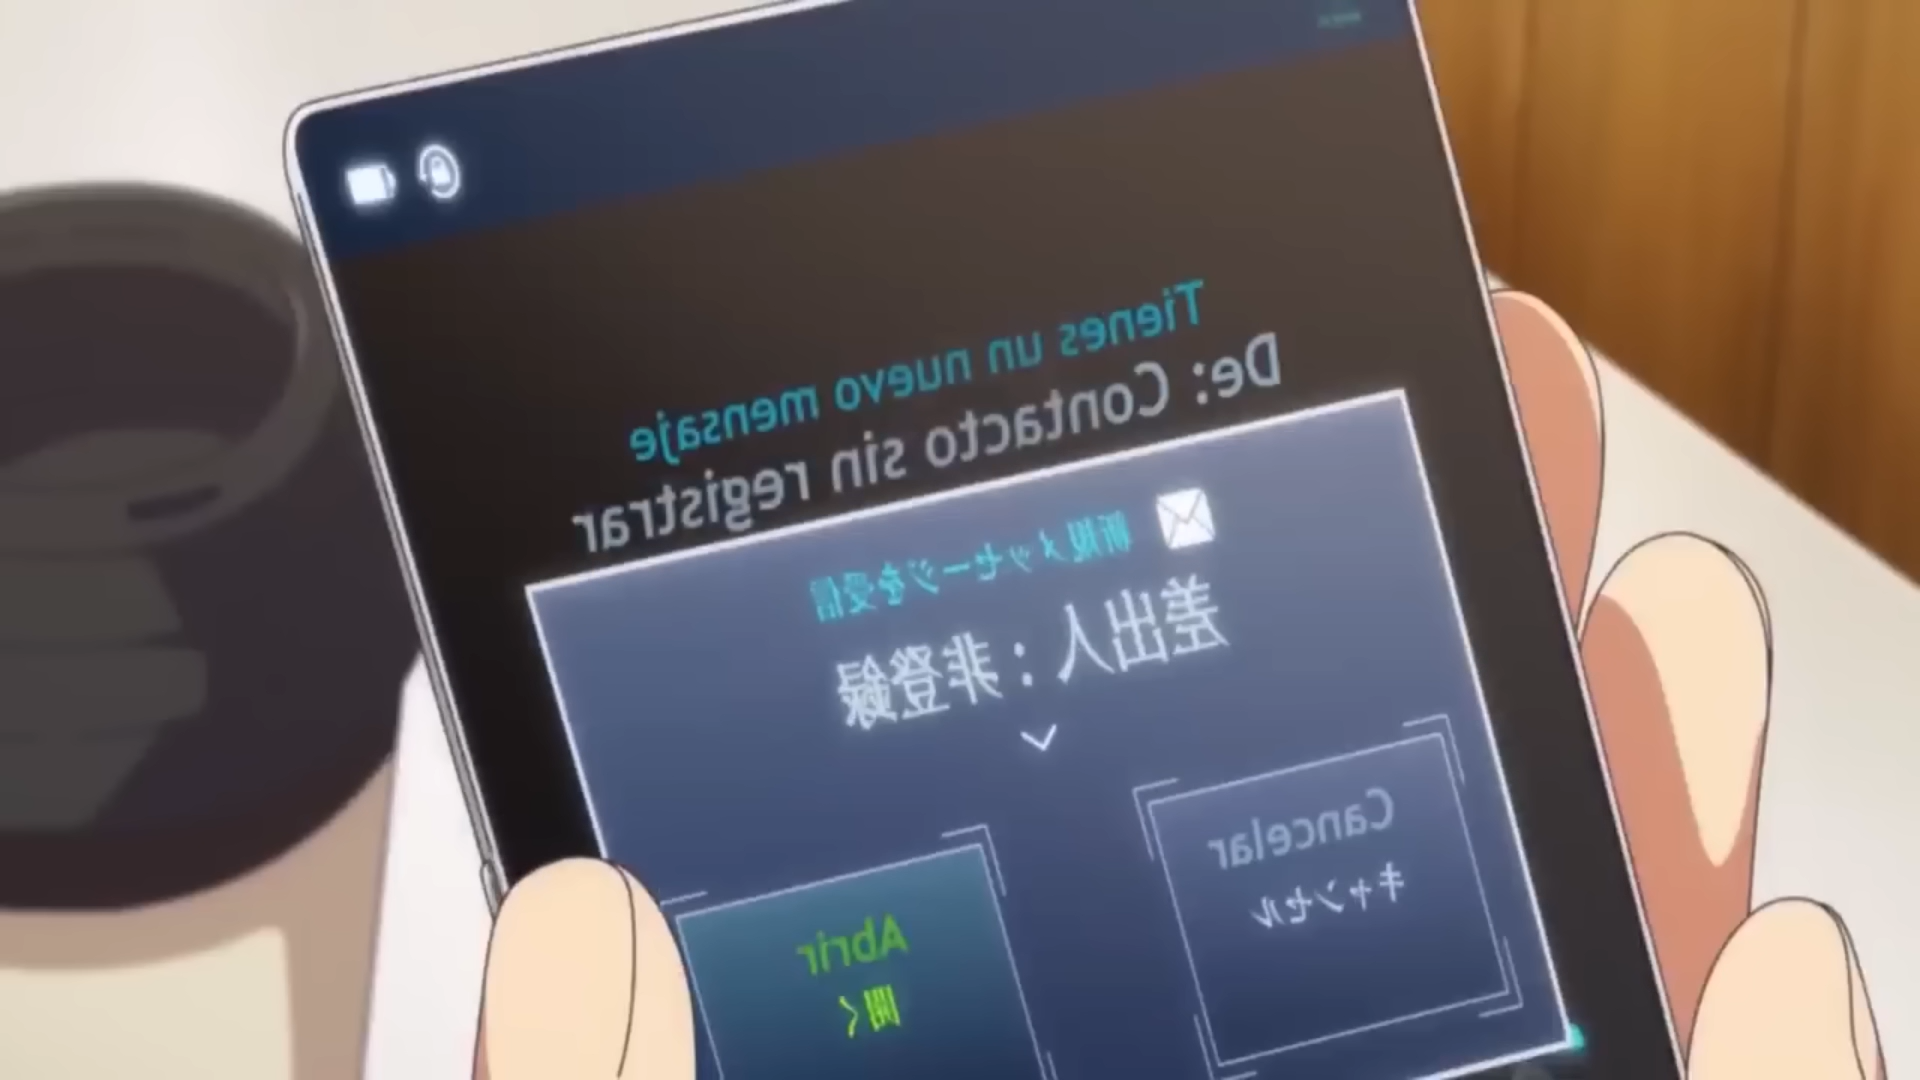 Tienes un nuevo mensaje
De: Contacto sin registrar
新規メッセージを受信
差出人：非登録
Cancelar
キャンセル
Abrir
開く